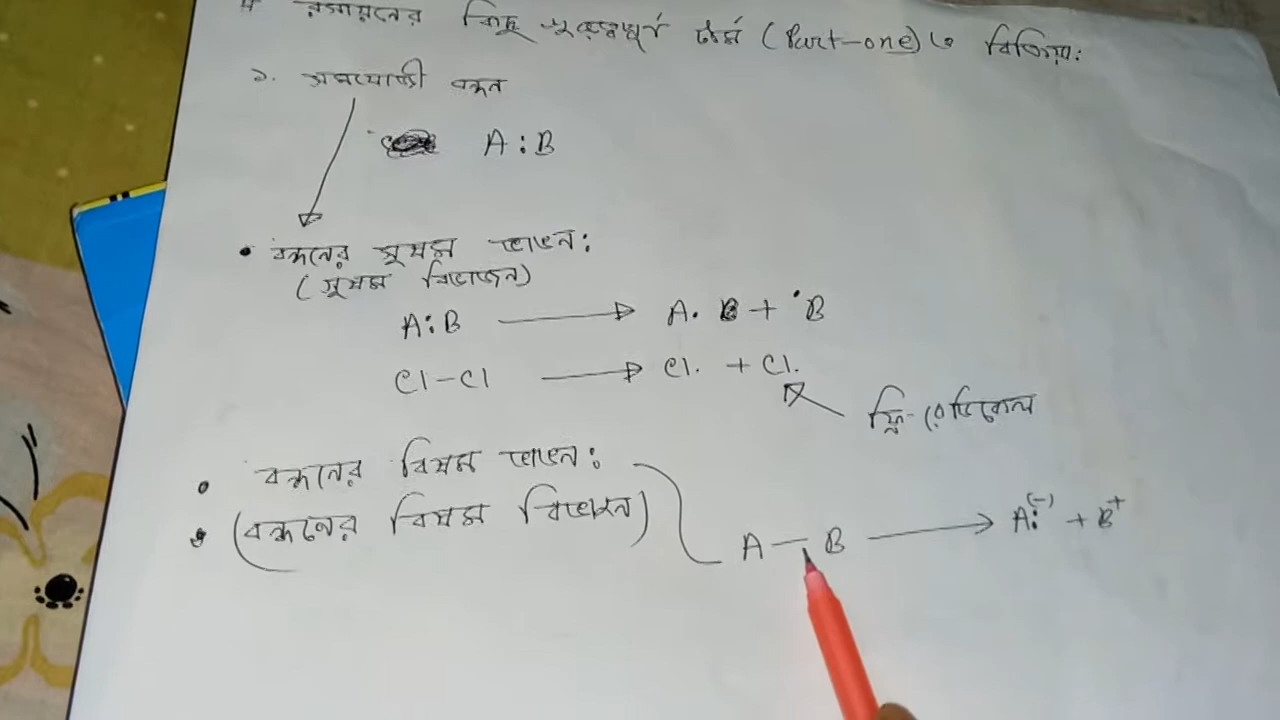 # রসায়নের কিছু গুরুত্বপূর্ণ টার্ম (Part-one) ও বিক্রিয়া:
১. সমযোজী বন্ধন
A : B
• বন্ধনের সুষম ভাঙন:
(সুষম বিভাজন)
A : B → A· + ·B
Cl-Cl → Cl· + Cl·
ফ্রি-রেডিকেল
• বন্ধনের বিষম ভাঙন:
(বন্ধনের বিষম বিভাজন)
A — B → A:(-) + B+